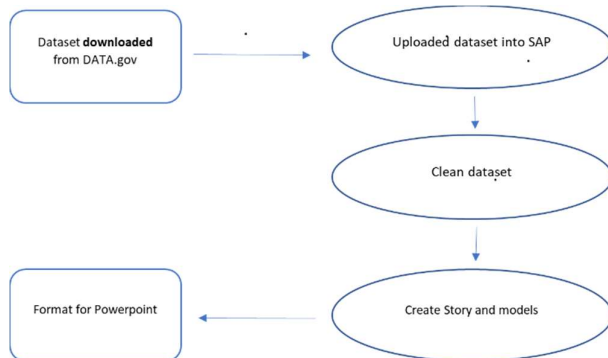 Dataset downloaded
from DATA.gov
Uploaded dataset into SAP
Clean dataset
Create Story and models
Format for Powerpoint